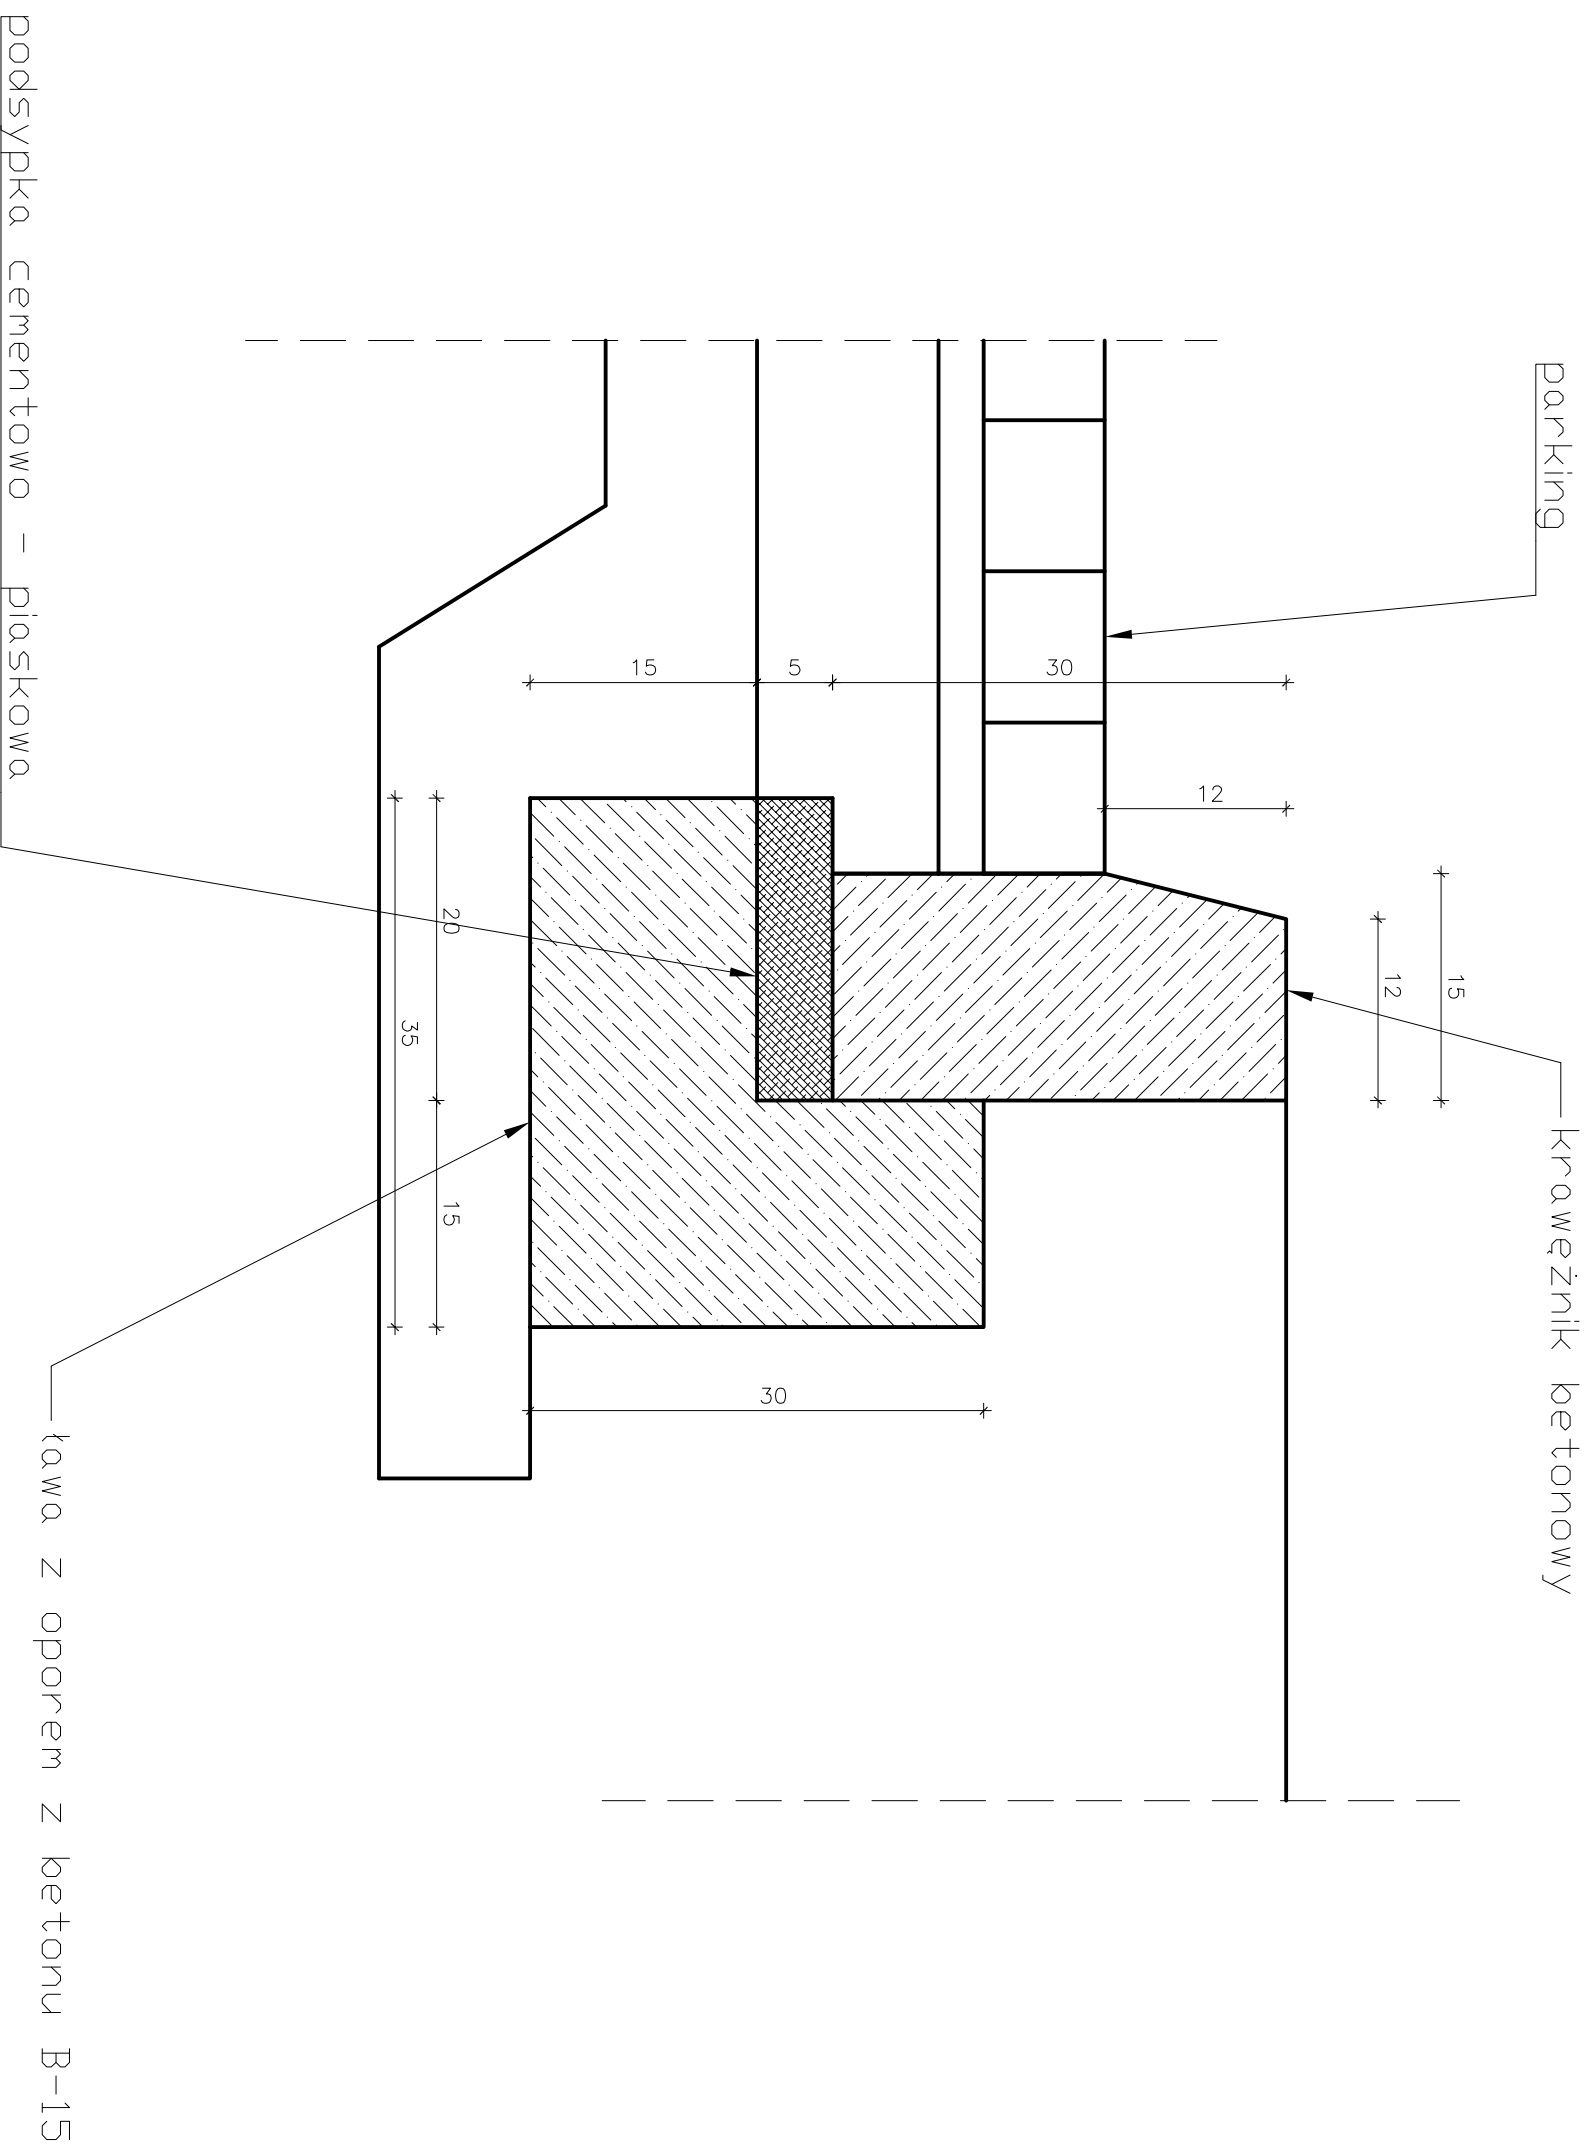 parking
krawężnik betonowy
15
12
12
30
5
15
20
15
35
30
podsypka cementowo - piaskowa
ława z oporem z betonu B-15